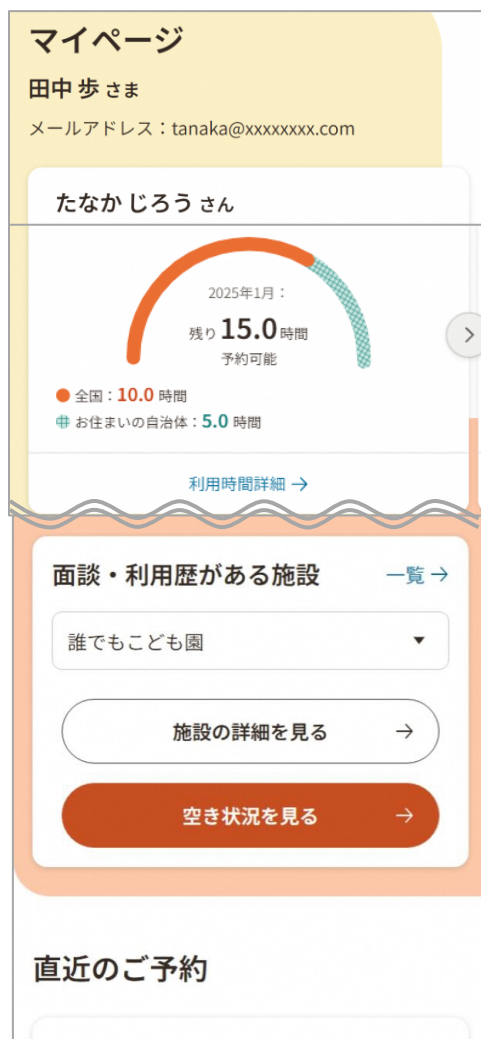 マイページ
田中 歩 さま
メールアドレス：tanaka@xxxxxxxx.com
たなか じろう さん
2025年1月：
残り 15.0 時間
予約可能
全国：10.0 時間
お住まいの自治体：5.0 時間
利用時間詳細 →
面談・利用歴がある施設 一覧 →
誰でもこども園
施設の詳細を見る →
空き状況を見る →
直近のご予約